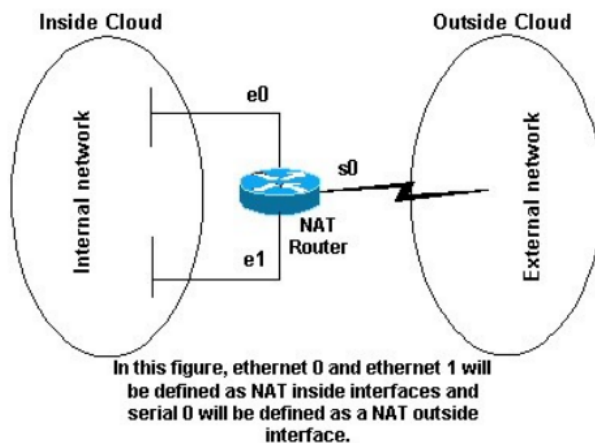 Inside Cloud
Outside Cloud
e0
Internal network
s0
NAT
Router
External network
e1
In this figure, ethernet 0 and ethernet 1 will
be defined as NAT inside interfaces and
serial 0 will be defined as a NAT outside
interface.